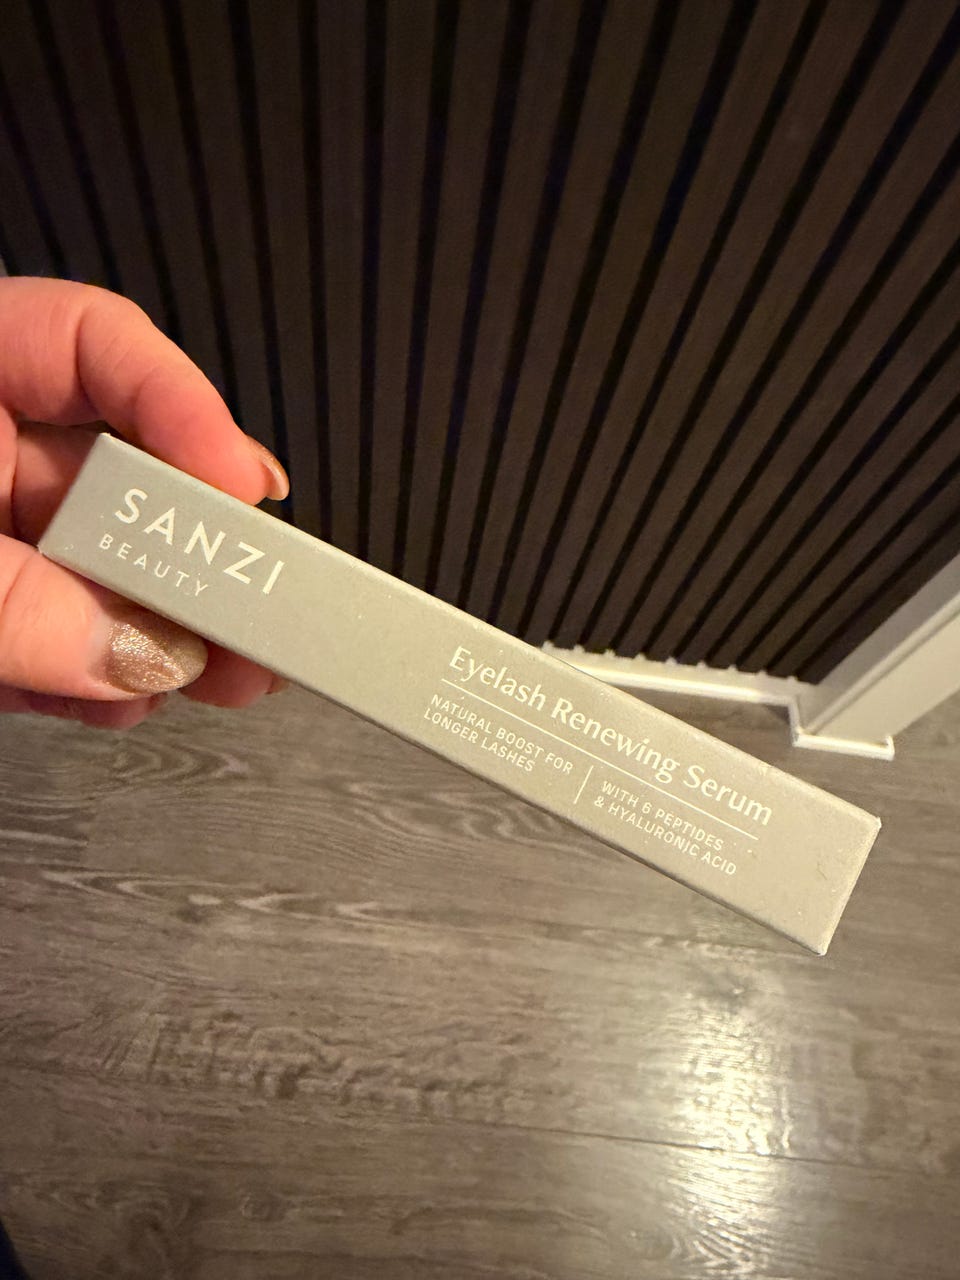 SANZI
BEAUTY
Eyelash Renewing Serum
NATURAL BOOST FOR
LONGER LASHES
WITH 6 PEPTIDES
& HYALURONIC ACID